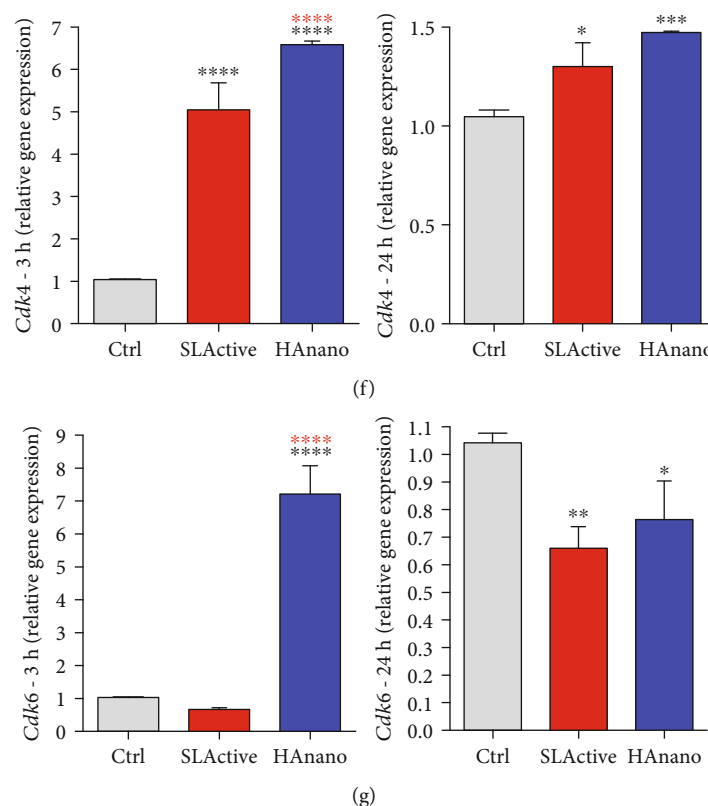 Cdk4 - 3 h (relative gene expression)
7
6
5
4
3
2
1
0
****
****
****
Ctrl
SLActive
HAnano
Cdk4 - 24 h (relative gene expression)
1.5
1.0
0.5
0.0
*
***
Ctrl
SLActive
HAnano
(f)
Cdk6 - 3 h (relative gene expression)
9
8
7
6
5
4
3
2
1
0
****
****
Ctrl
SLActive
HAnano
Cdk6 - 24 h (relative gene expression)
1.1
1.0
0.9
0.8
0.7
0.6
0.5
0.4
0.3
0.2
0.1
0.0
**
*
Ctrl
SLActive
HAnano
(g)